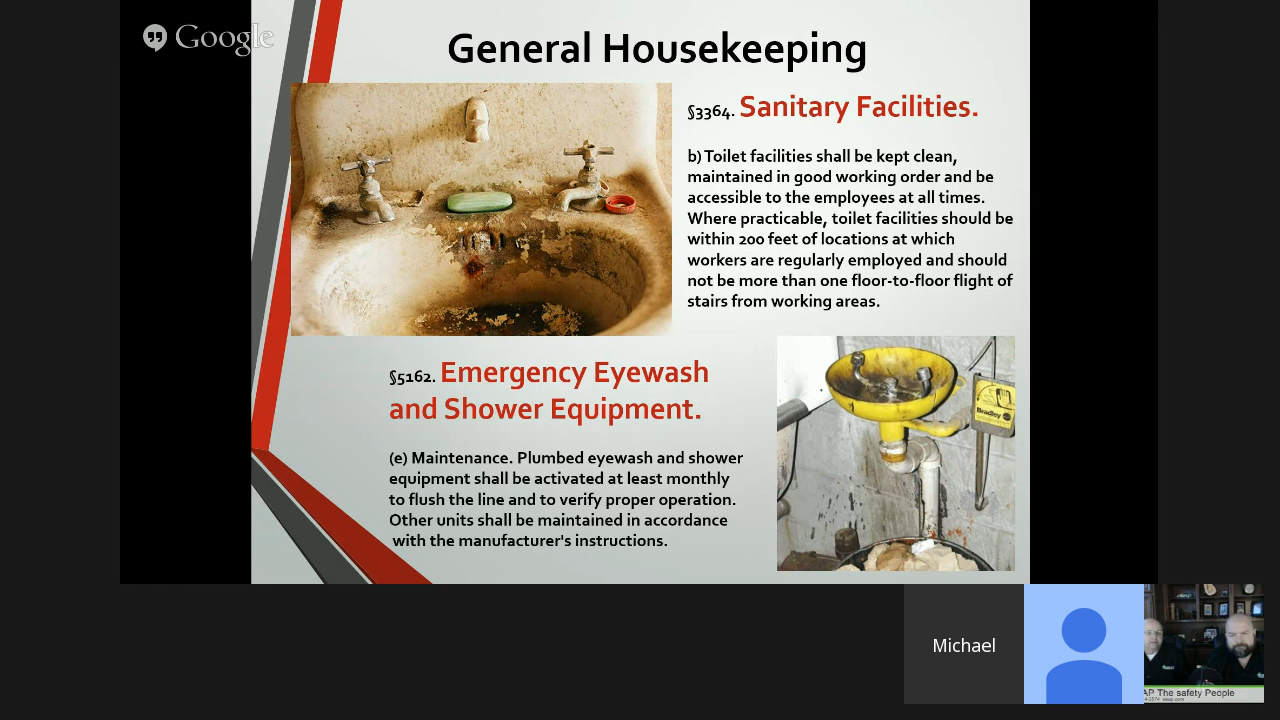 Google
General Housekeeping
§3364. Sanitary Facilities.
b) Toilet facilities shall be kept clean,
maintained in good working order and be
accessible to the employees at all times.
Where practicable, toilet facilities should be
within 200 feet of locations at which
workers are regularly employed and should
not be more than one floor-to-floor flight of
stairs from working areas.
§5162. Emergency Eyewash
and Shower Equipment.
(e) Maintenance. Plumbed eyewash and shower
equipment shall be activated at least monthly
to flush the line and to verify proper operation.
Other units shall be maintained in accordance
with the manufacturer's instructions.
Bradley
Michael
AP The safety People